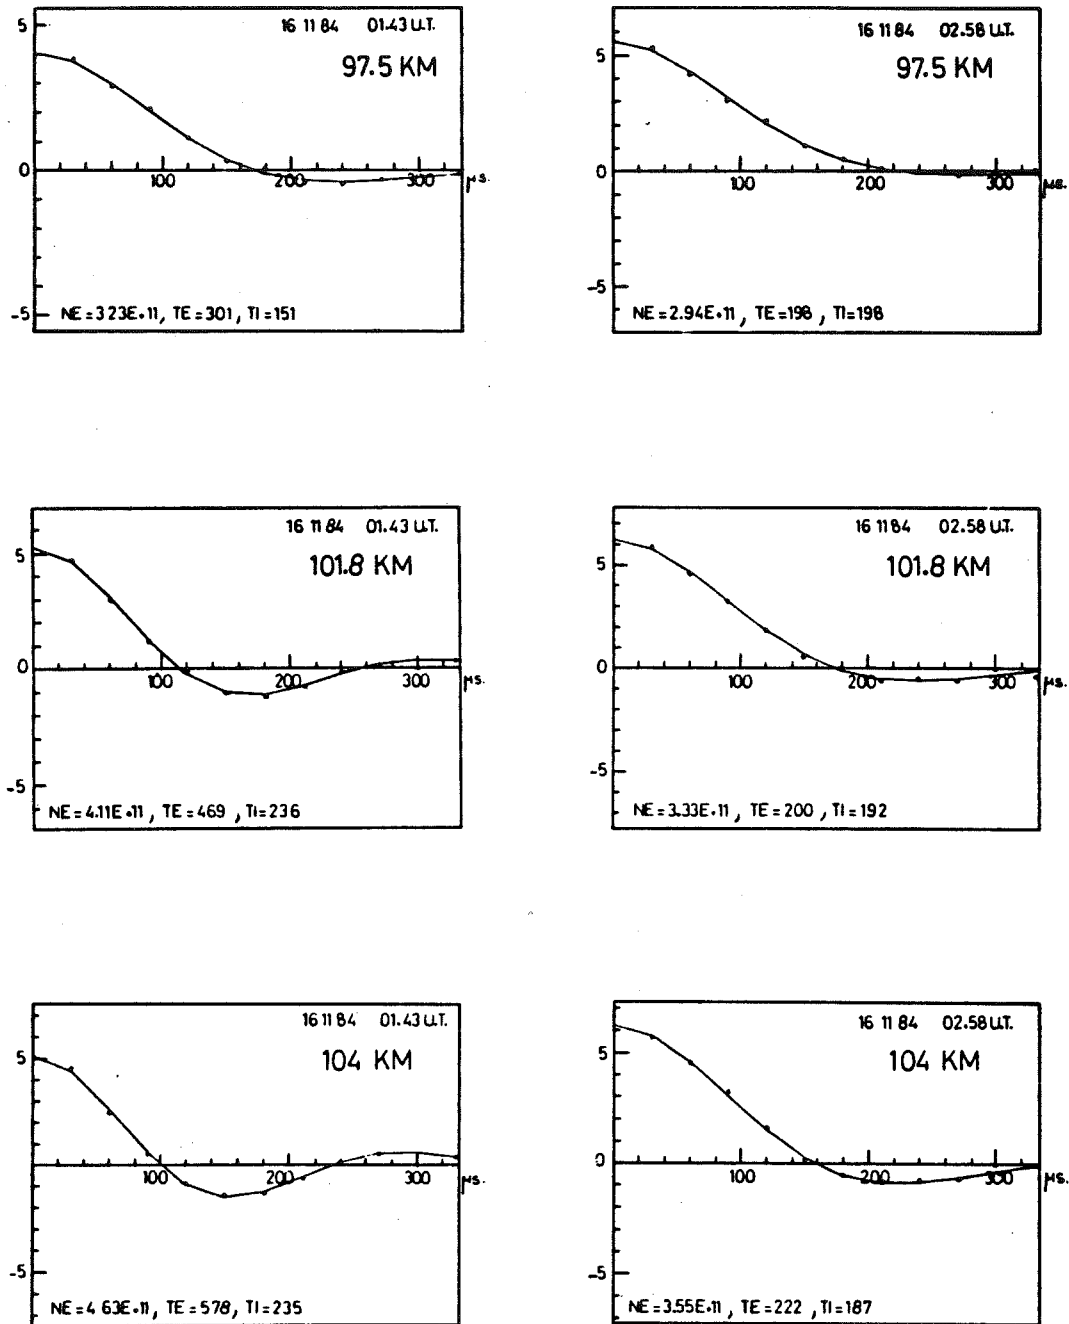 16 11 84 01.43 U.T.
97.5 KM
5
0
-5
100
200
300
μs.
NE=3 23E+11, TE=301, TI=151
16 11 84 02.58 U.T.
97.5 KM
5
0
-5
100
200
300
μs.
NE=2.94E+11, TE=198, TI=198
16 11 84 01.43 U.T.
101.8 KM
5
0
-5
100
200
300
μs.
NE=4.11E+11, TE=469, TI=236
16 11 84 02.58 U.T.
101.8 KM
5
0
-5
100
200
300
μs.
NE=3.33E+11, TE=200, TI=192
16 11 84 01.43 U.T.
104 KM
5
0
-5
100
200
300
μs.
NE=4 63E+11, TE=578, TI=235
16 11 84 02.58 U.T.
104 KM
5
0
-5
100
200
300
μs.
NE=3.55E+11, TE=222, TI=187